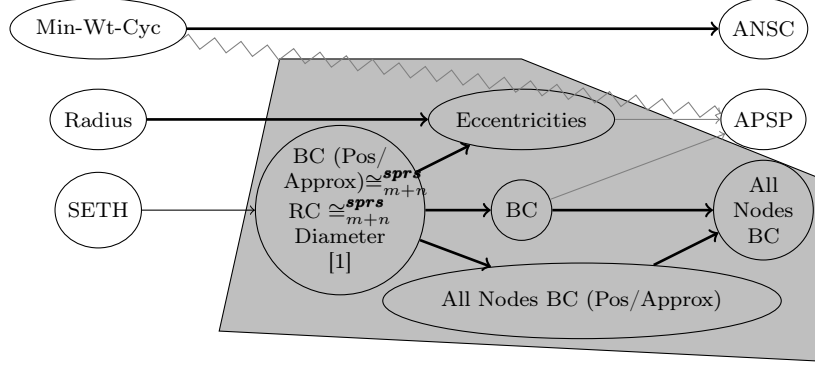 Min-Wt-Cyc
ANSC
Radius
Eccentricities
APSP
SETH
BC (Pos/
Approx)≅^{sprs}_{m+n}
RC ≅^{sprs}_{m+n}
Diameter
[1]
BC
All
Nodes
BC
All Nodes BC (Pos/Approx)